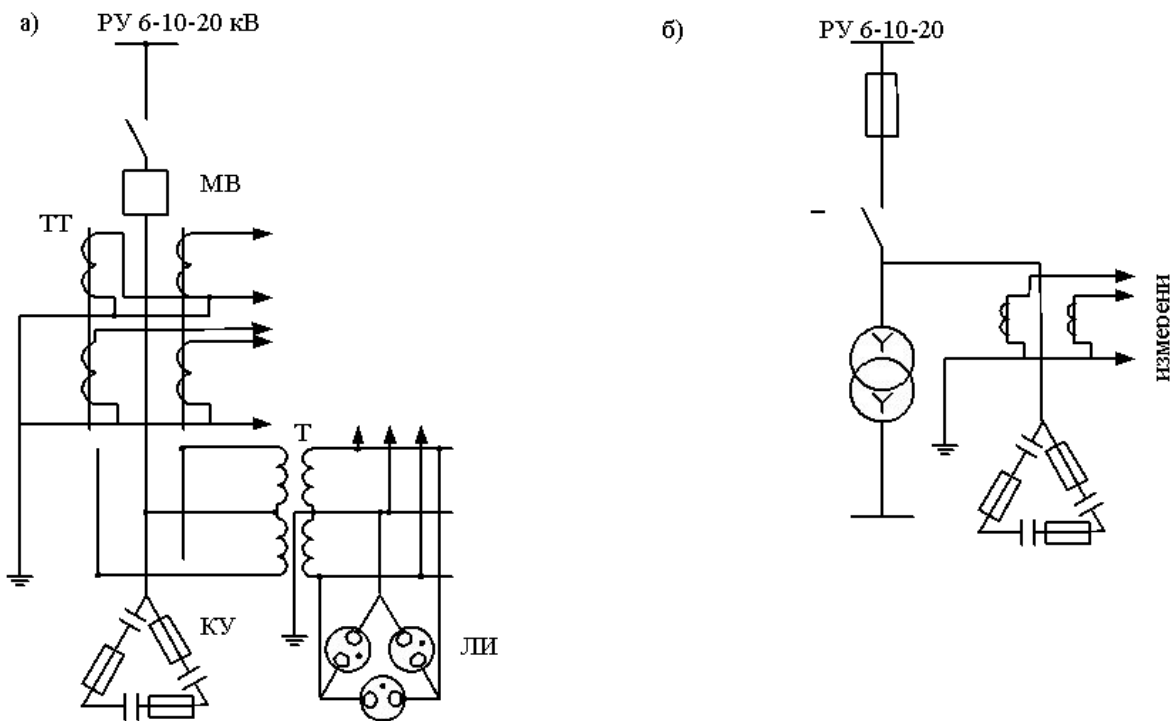 а)
РУ 6-10-20 кВ
МВ
ТТ
Т
КУ
ЛИ
б)
РУ 6-10-20
измерени